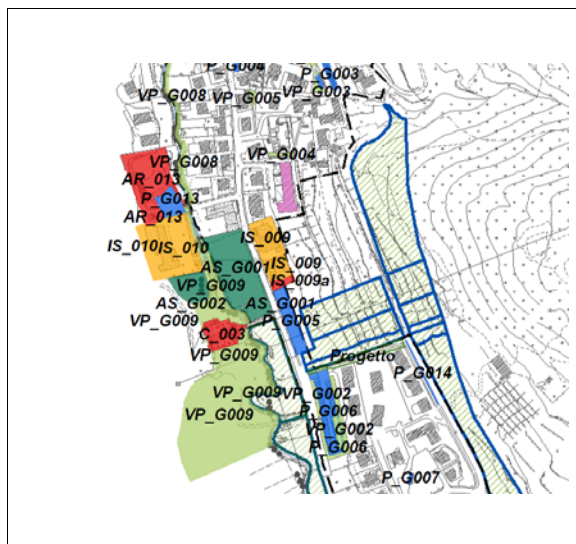 P_G004
P_G003
VP_G008
VP_G005
VP_G003
VP_G004
VP_G008
AR_013
P_G013
AR_013
IS_009
IS_010
IS_010
IS_009
AS_G001
IS_009a
VP_G009
AS_G002
AS_G001
VP_G009
P_G005
C_003
VP_G009
Progetto
P_G014
VP_G009
VP_G002
VP_G009
P_G006
VP_G002
P_G006
P_G007